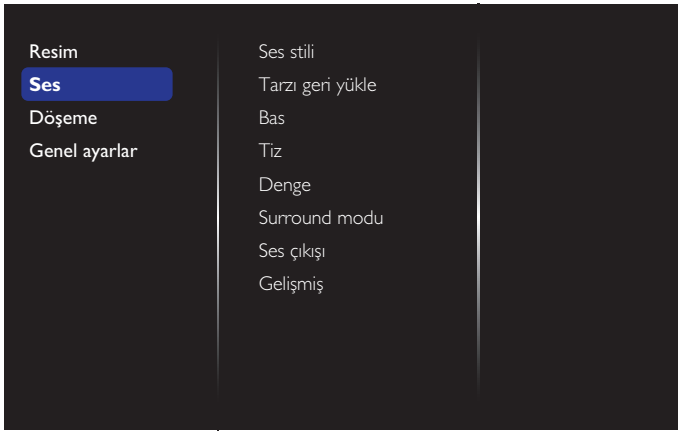 Resim
Ses
Döşeme
Genel ayarlar
Ses stili
Tarzı geri yükle
Bas
Tiz
Denge
Surround modu
Ses çıkışı
Gelişmiş